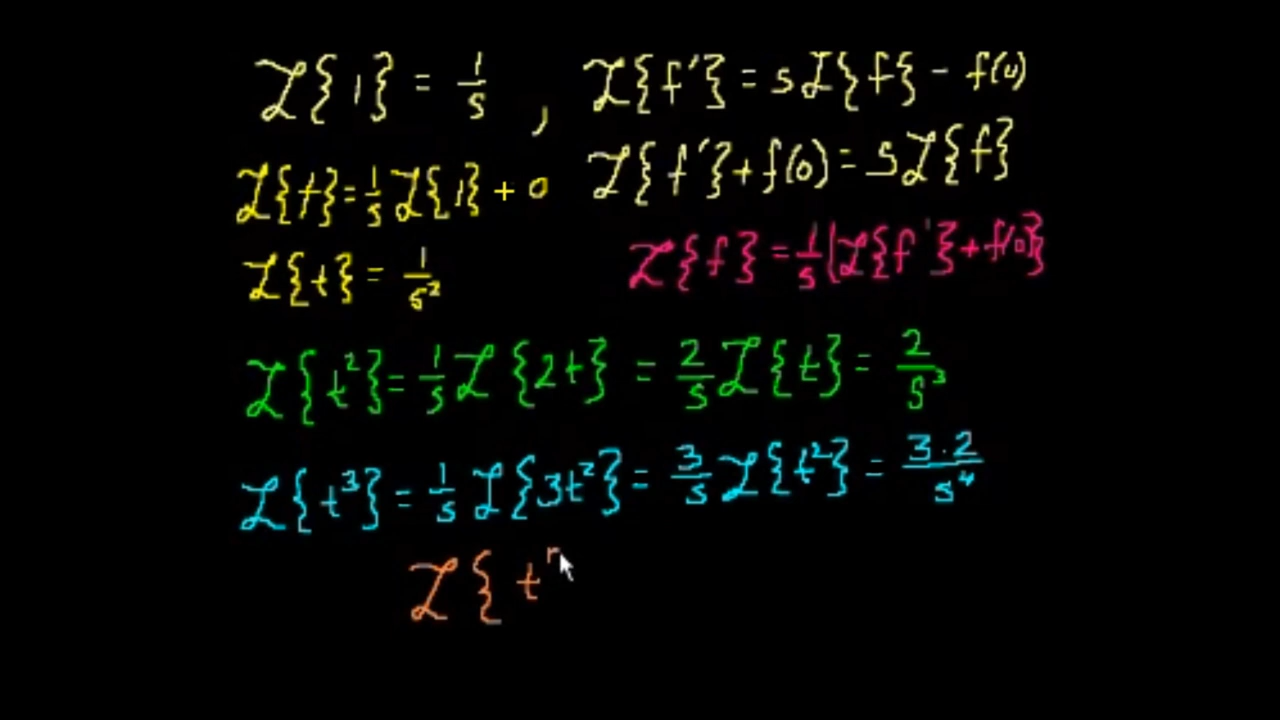 ℒ{1} = 1/s , ℒ{f'} = sℒ{f} - f(0)
ℒ{t} = 1/s ℒ{1} + 0 ℒ{f'} + f(0) = sℒ{f}
ℒ{t} = 1/s² ℒ{f} = 1/s (ℒ{f'} + f(0)}
ℒ{t²} = 1/s ℒ{2t} = 2/s ℒ{t} = 2/s³
ℒ{t³} = 1/s ℒ{3t²} = 3/s ℒ{t²} = 3·2/s⁴
ℒ{ tⁿ